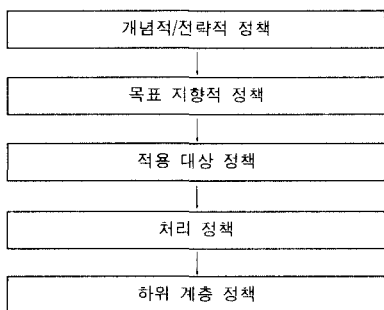 개념적/전략적 정책
목표 지향적 정책
적용 대상 정책
처리 정책
하위 계층 정책